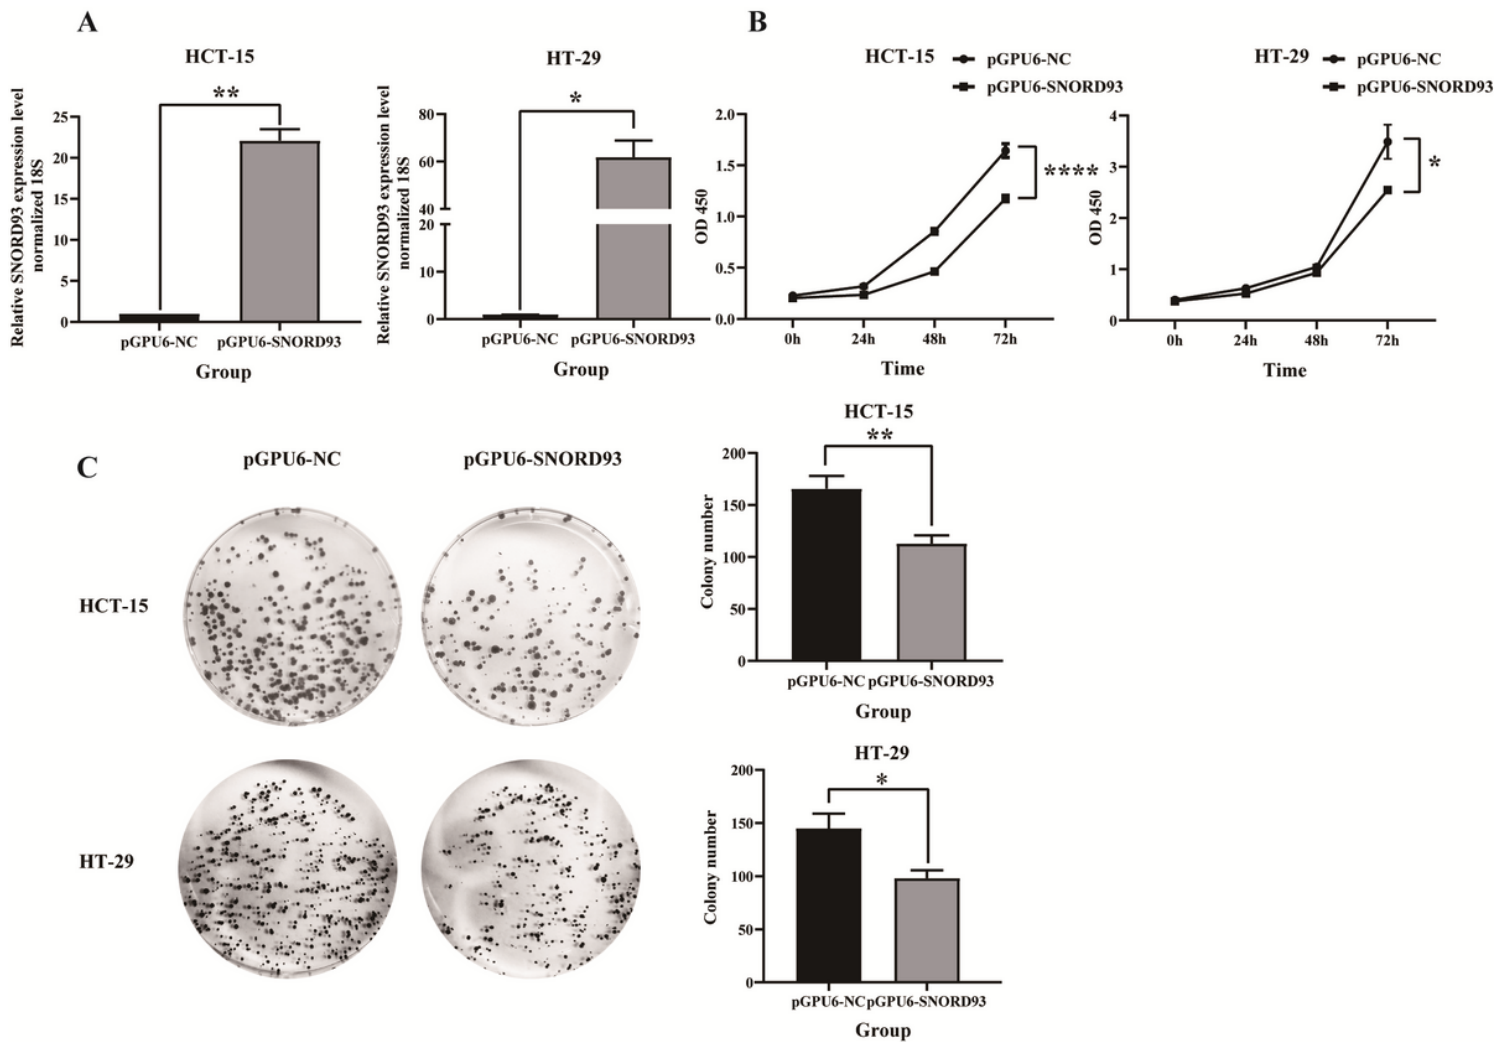 A
HCT-15
**
Relative SNORD93 expression level
normalized 18S
25
20
15
10
5
0
pGPU6-NC pGPU6-SNORD93
Group
HT-29
*
Relative SNORD93 expression level
normalized 18S
80
60
40
20
10
0
pGPU6-NC pGPU6-SNORD93
Group
B
HCT-15
pGPU6-NC
pGPU6-SNORD93
OD 450
2.0
1.5
1.0
0.5
0.0
****
0h 24h 48h 72h
Time
HT-29
pGPU6-NC
pGPU6-SNORD93
OD 450
4
3
2
1
0
*
0h 24h 48h 72h
Time
C
pGPU6-NC pGPU6-SNORD93
HCT-15
HT-29
HCT-15
**
Colony number
200
150
100
50
0
pGPU6-NC pGPU6-SNORD93
Group
HT-29
*
Colony number
200
150
100
50
0
pGPU6-NC pGPU6-SNORD93
Group